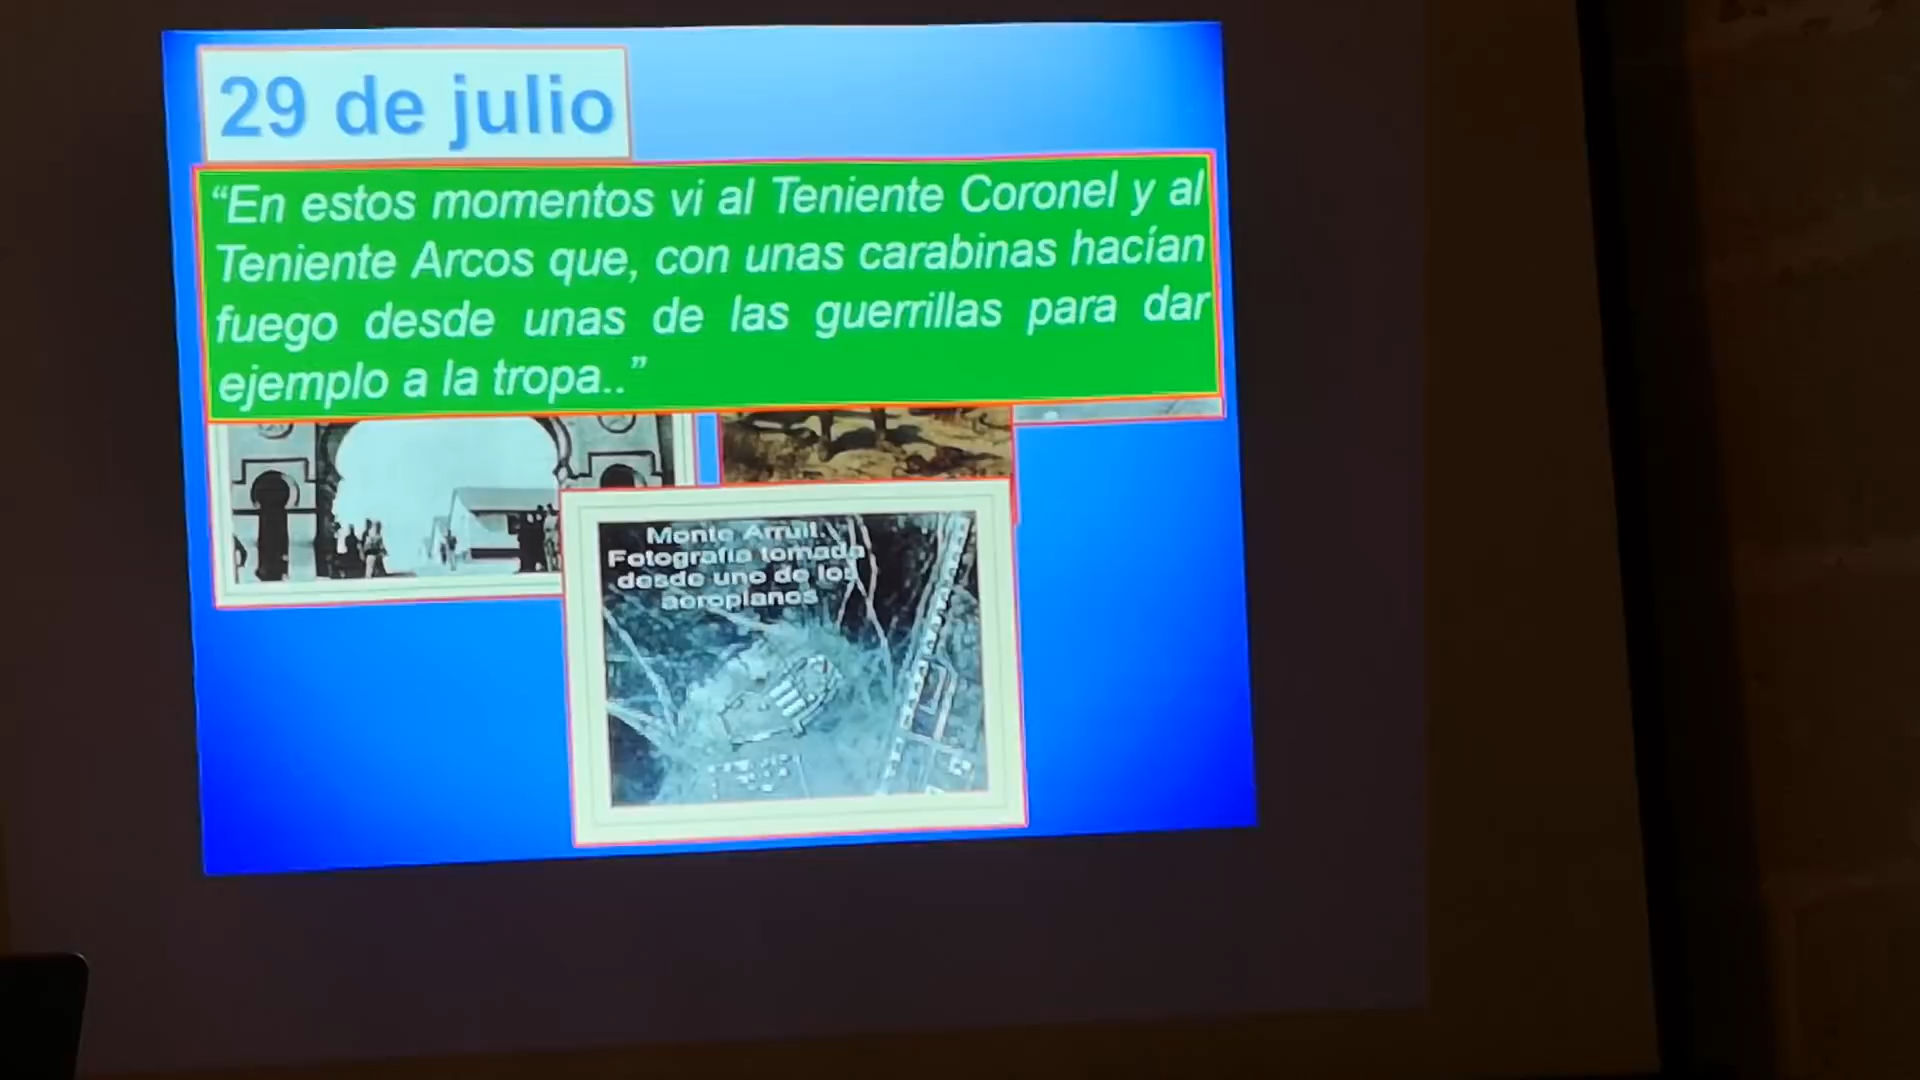 29 de julio
“En estos momentos vi al Teniente Coronel y al
Teniente Arcos que, con unas carabinas hacían
fuego desde unas de las guerrillas para dar
ejemplo a la tropa..”
Monte Arruit.
Fotografía tomada
desde uno de los
aeroplanos